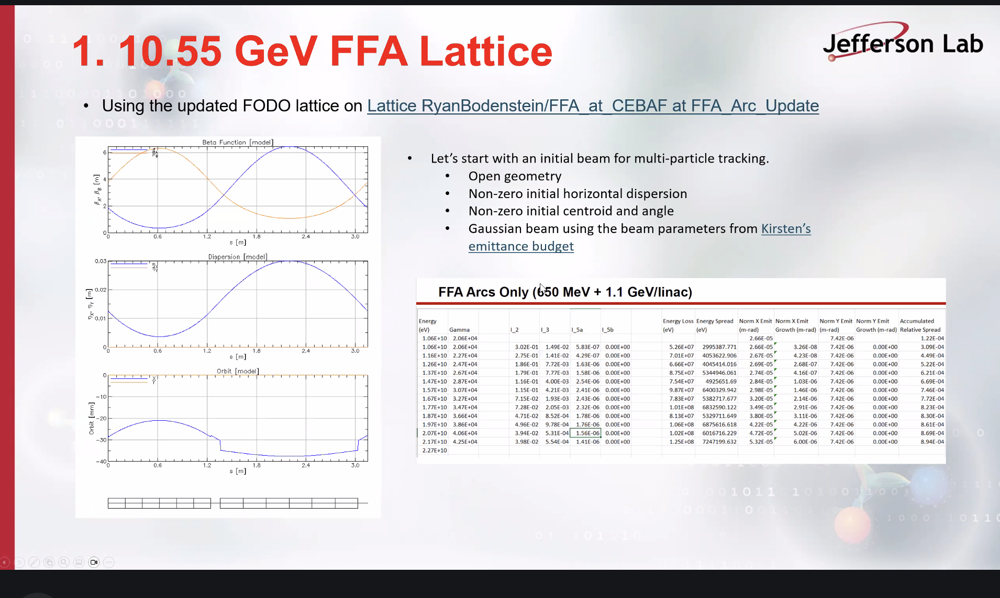 1. 10.55 GeV FFA Lattice
Jefferson Lab
• Using the updated FODO lattice on Lattice RyanBodenstein/FFA_at_CEBAF at FFA_Arc_Update
Beta Function [model]
6
4
2
0
0 0.6 1.2 1.8 2.4 3.0
s [m]
Dispersion [model]
0.03
0.02
0.01
0
0 0.6 1.2 1.8 2.4 3.0
s [m]
Orbit [model]
X
Y
0
-10
-20
-30
-40
Orbit [mm]
0 0.6 1.2 1.8 2.4 3.0
s [m]
• Let's start with an initial beam for multi-particle tracking.
• Open geometry
• Non-zero initial horizontal dispersion
• Non-zero initial centroid and angle
• Gaussian beam using the beam parameters from Kirsten's
emittance budget
FFA Arcs Only (650 MeV + 1.1 GeV/linac)
Energy Energy Loss Energy Spread Norm X Emit Norm X Emit Norm Y Emit Norm Y Emit Accumulated
(eV) Gamma I_2 I_3 I_5a I_5b (eV) (eV) (m-rad) Growth (m-rad) (m-rad) Growth (m-rad) Relative Spread
1.06E+10 2.06E+04 2.66E-05 7.42E-06 1.22E-04
1.06E+10 2.06E+04 3.02E-01 1.49E-02 5.83E-07 0.00E+00 5.26E+07 2995387.771 2.66E-05 3.26E-08 7.42E-06 0.00E+00 3.09E-04
1.16E+10 2.27E+04 2.75E-01 1.41E-02 4.29E-07 0.00E+00 7.01E+07 4053622.906 2.67E-05 4.23E-08 7.42E-06 0.00E+00 4.49E-04
1.26E+10 2.47E+04 1.86E-01 7.72E-03 1.63E-06 0.00E+00 6.66E+07 4045414.016 2.69E-05 2.68E-07 7.42E-06 0.00E+00 5.22E-04
1.37E+10 2.67E+04 1.79E-01 7.77E-03 1.58E-06 0.00E+00 8.75E+07 5344946.061 2.74E-05 4.16E-07 7.42E-06 0.00E+00 6.21E-04
1.47E+10 2.87E+04 1.16E-01 4.00E-03 2.54E-06 0.00E+00 7.54E+07 4925651.69 2.84E-05 1.03E-06 7.42E-06 0.00E+00 6.69E-04
1.57E+10 3.07E+04 1.15E-01 4.21E-03 2.41E-06 0.00E+00 9.87E+07 6400329.942 2.98E-05 1.46E-06 7.42E-06 0.00E+00 7.46E-04
1.67E+10 3.27E+04 7.15E-02 1.93E-03 2.43E-06 0.00E+00 7.83E+07 5382717.677 3.20E-05 2.14E-06 7.42E-06 0.00E+00 7.72E-04
1.77E+10 3.47E+04 7.28E-02 2.05E-03 2.32E-06 0.00E+00 1.01E+08 6832590.122 3.49E-05 2.91E-06 7.42E-06 0.00E+00 8.23E-04
1.87E+10 3.66E+04 4.71E-02 8.52E-04 1.78E-06 0.00E+00 8.13E+07 5329711.649 3.80E-05 3.11E-06 7.42E-06 0.00E+00 8.30E-04
1.97E+10 3.86E+04 4.96E-02 9.78E-04 1.76E-06 0.00E+00 1.06E+08 6875616.618 4.22E-05 4.22E-06 7.42E-06 0.00E+00 8.61E-04
2.07E+10 4.06E+04 3.94E-02 5.31E-04 1.56E-06 0.00E+00 1.02E+08 6016716.229 4.72E-05 5.02E-06 7.42E-06 0.00E+00 8.69E-04
2.17E+10 4.25E+04 3.98E-02 5.54E-04 1.41E-06 0.00E+00 1.25E+08 7247199.632 5.32E-05 6.00E-06 7.42E-06 0.00E+00 8.94E-04
2.27E+10